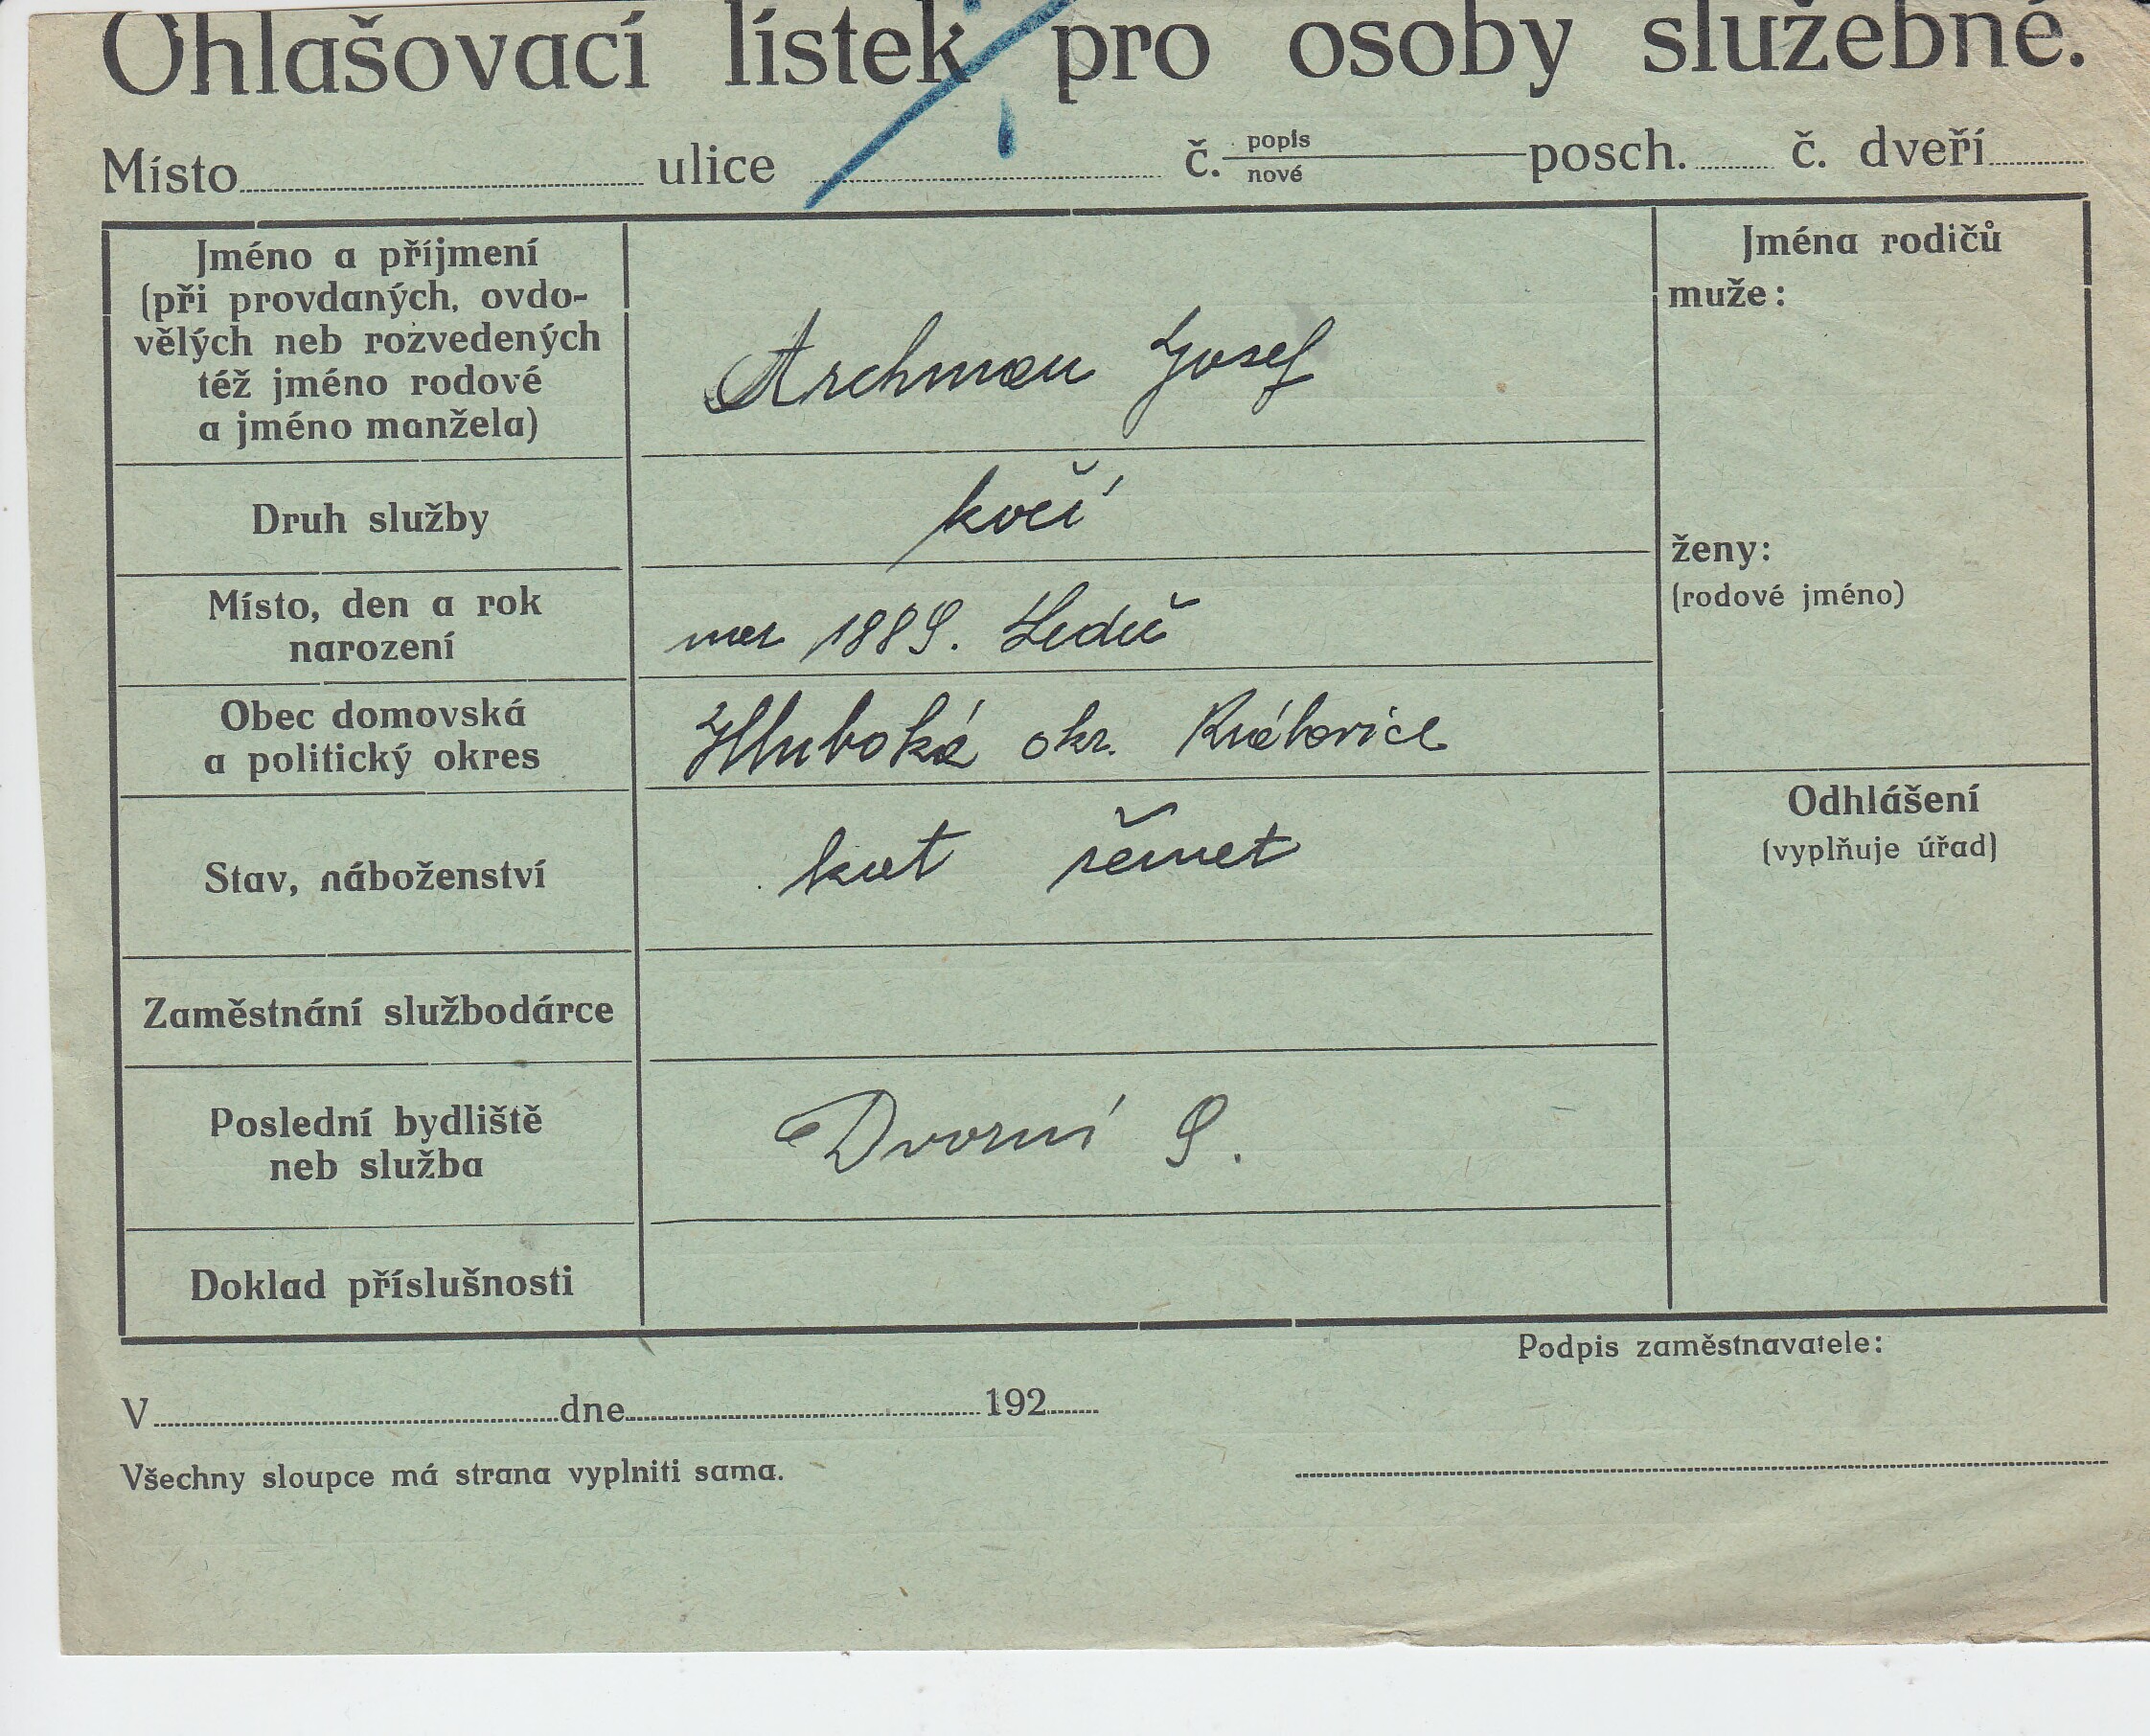 Ohlašovací lístek pro osoby služebné.
Místo ulice č. popis nové posch. č. dveří
Jméno a příjmení
(při provdaných, ovdo-
vělých neb rozvedených
též jméno rodové
a jméno manžela)
Archman Josef
Jména rodičů
muže:
Druh služby
kočí
ženy:
(rodové jméno)
Místo, den a rok
narození
nar 1889. Ledeč
Obec domovská
a politický okres
Hluboká okr. Kralovice
Odhlášení
(vyplňuje úřad)
Stav, náboženství
Zaměstnání službodárce
Poslední bydliště
neb služba
Dvorní 9.
Doklad příslušnosti
Podpis zaměstnavatele:
V dne 192
Všechny sloupce má strana vyplniti sama.